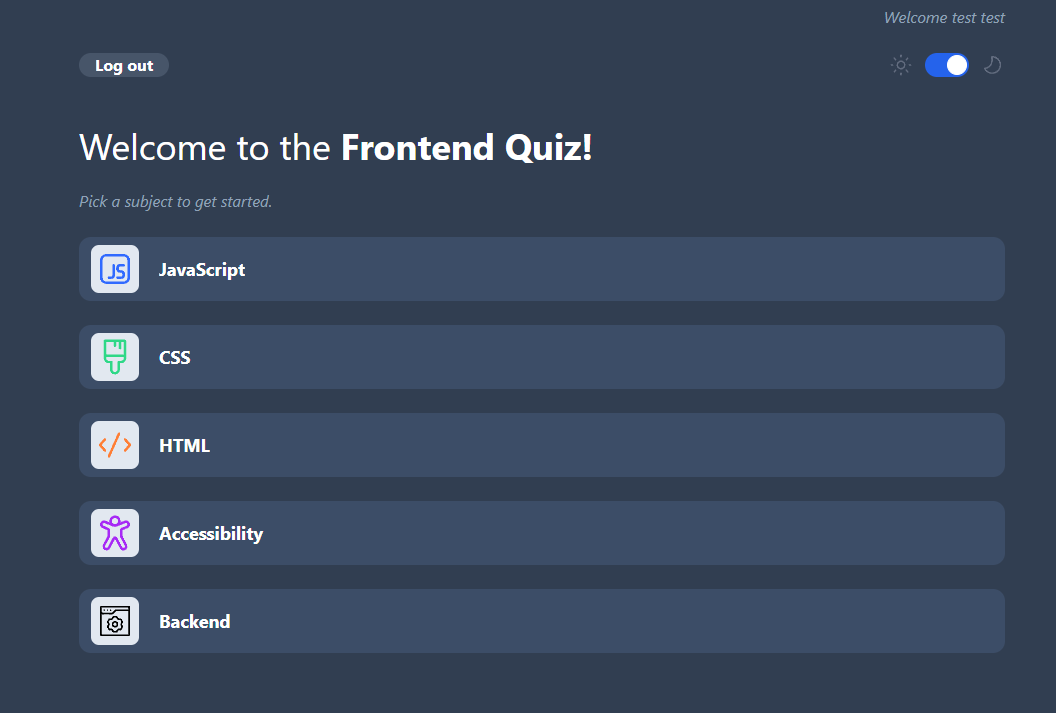 Welcome test test
Log out
Welcome to the Frontend Quiz!
Pick a subject to get started.
JS
JavaScript
CSS
HTML
Accessibility
Backend